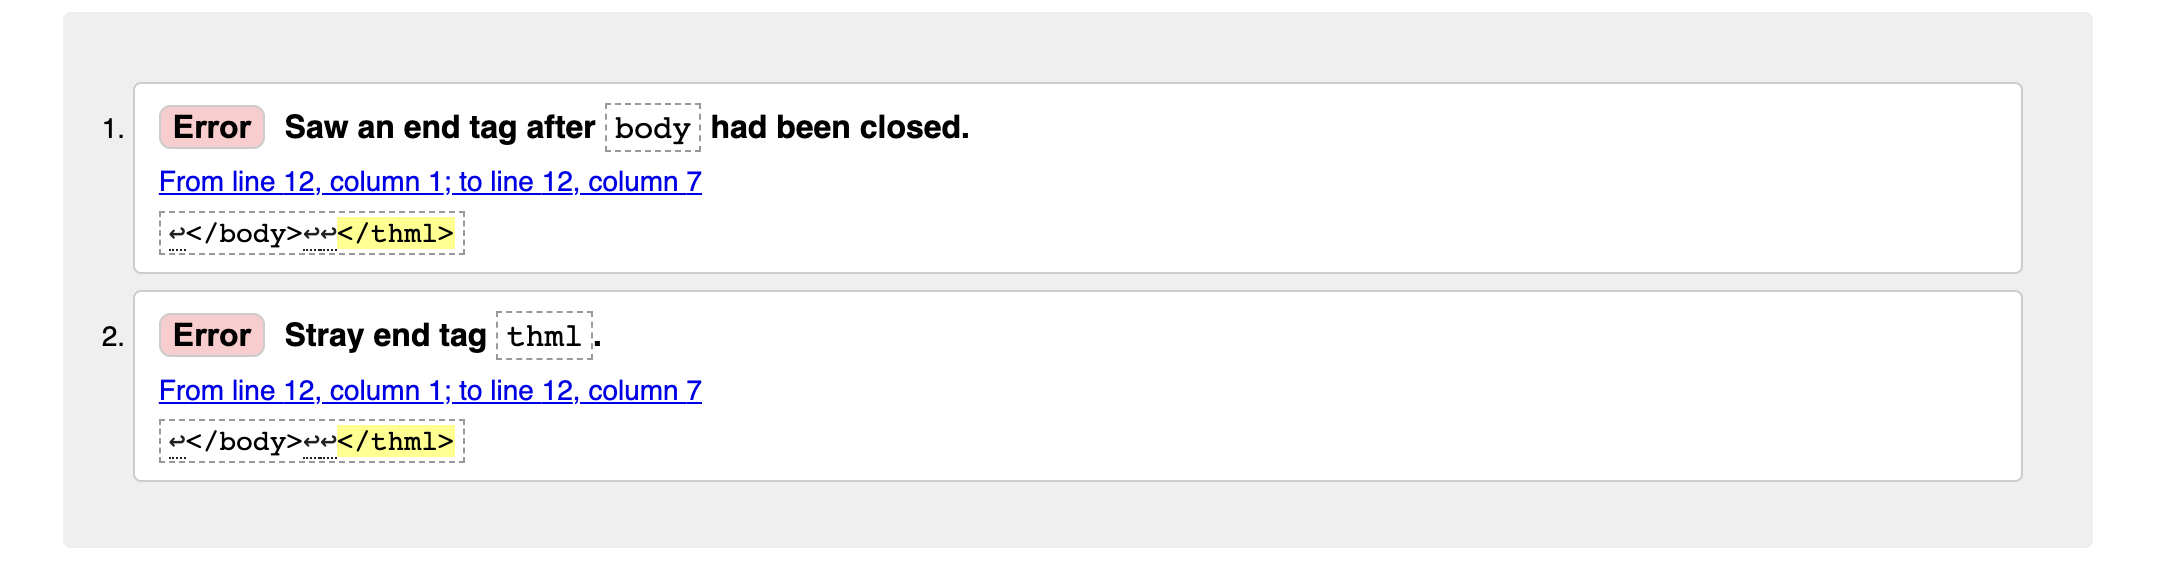 1. Error Saw an end tag after body had been closed.
From line 12, column 1; to line 12, column 7
↩</body>↩↩</thml>
2. Error Stray end tag thml.
From line 12, column 1; to line 12, column 7
↩</body>↩↩</thml>